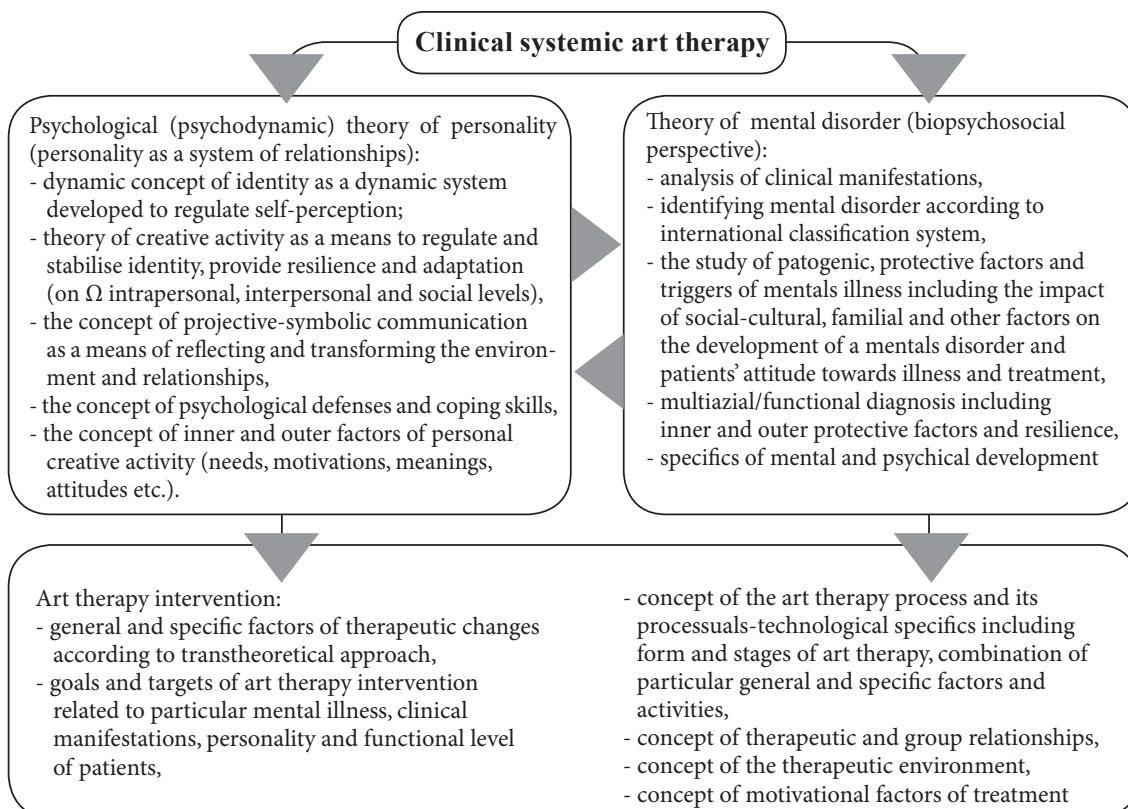 Clinical systemic art therapy
Psychological (psychodynamic) theory of personality
(personality as a system of relationships):
- dynamic concept of identity as a dynamic system
developed to regulate self-perception;
- theory of creative activity as a means to regulate and
stabilise identity, provide resilience and adaptation
(on Ω intrapersonal, interpersonal and social levels),
- the concept of projective-symbolic communication
as a means of reflecting and transforming the environ-
ment and relationships,
- the concept of psychological defenses and coping skills,
- the concept of inner and outer factors of personal
creative activity (needs, motivations, meanings,
attitudes etc.).
Theory of mental disorder (biopsychosocial
perspective):
- analysis of clinical manifestations,
- identifying mental disorder according to
international classification system,
- the study of patogenic, protective factors and
triggers of mentals illness including the impact
of social-cultural, familial and other factors on
the development of a mentals disorder and
patients' attitude towards illness and treatment,
- multiazial/functional diagnosis including
inner and outer protective factors and resilience,
- specifics of mental and psychical development
Art therapy intervention:
- general and specific factors of therapeutic changes
according to transtheoretical approach,
- goals and targets of art therapy intervention
related to particular mental illness, clinical
manifestations, personality and functional level
of patients,
- concept of the art therapy process and its
processuals-technological specifics including
form and stages of art therapy, combination of
particular general and specific factors and
activities,
- concept of therapeutic and group relationships,
- concept of the therapeutic environment,
- concept of motivational factors of treatment